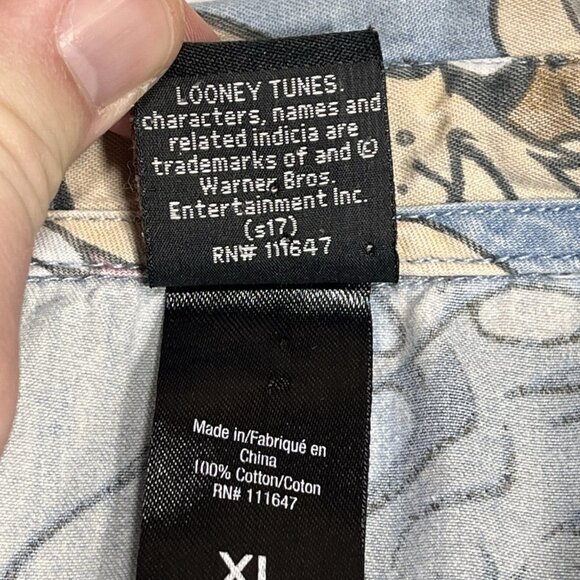 LOONEY TUNES.
characters, names and
related indicia are
trademarks of and ©
Warner Bros.
Entertainment Inc.
(s17)
RN# 111647
Made in/Fabriqué en
China
100% Cotton/Coton
RN# 111647
XL